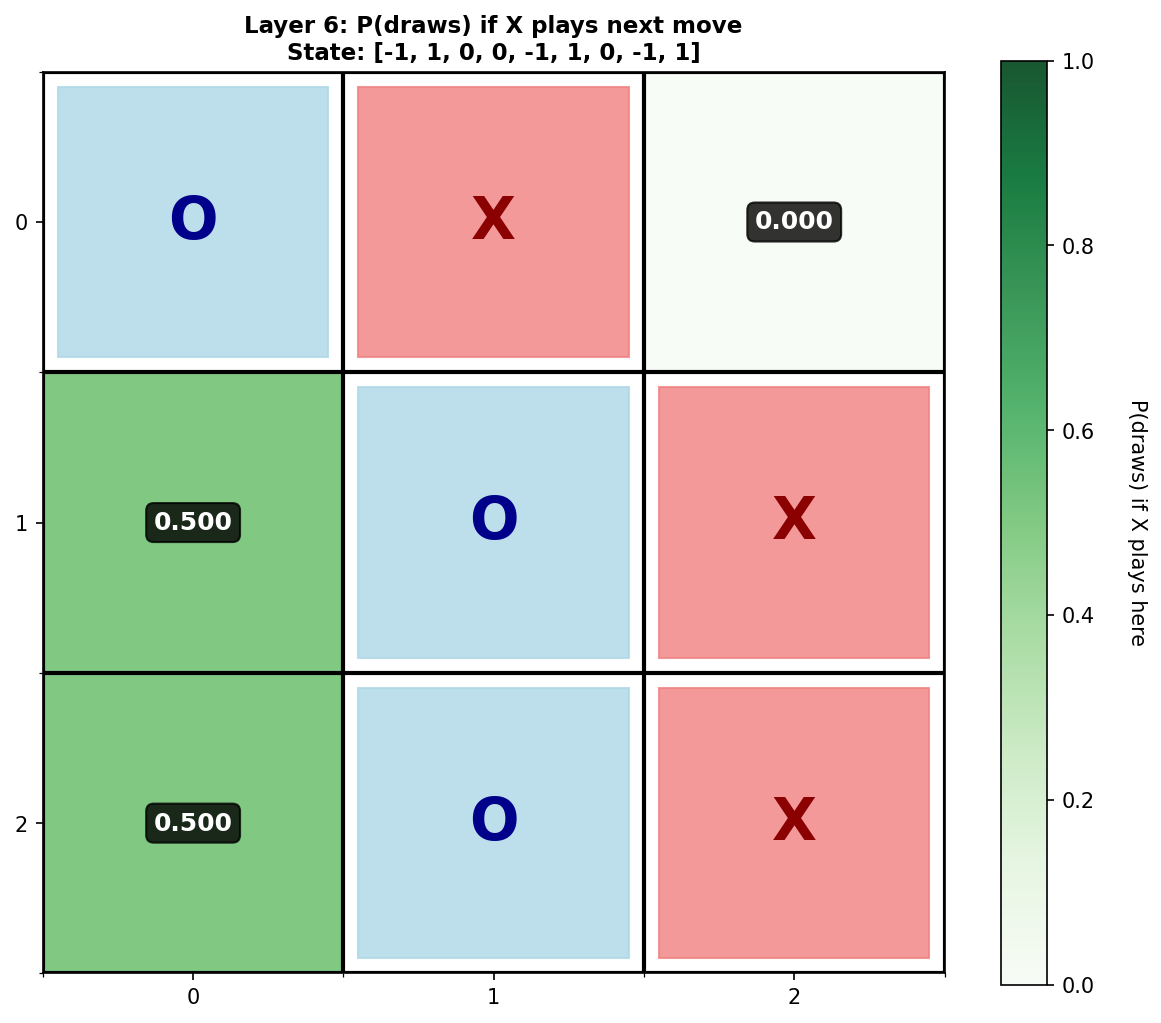 Layer 6: P(draws) if X plays next move
State: [-1, 1, 0, 0, -1, 1, 0, -1, 1]
O
X
0.000
0.500
O
X
0.500
O
X
0
1
2
0
1
2
1.0
0.8
0.6
0.4
0.2
0.0
P(draws) if X plays here